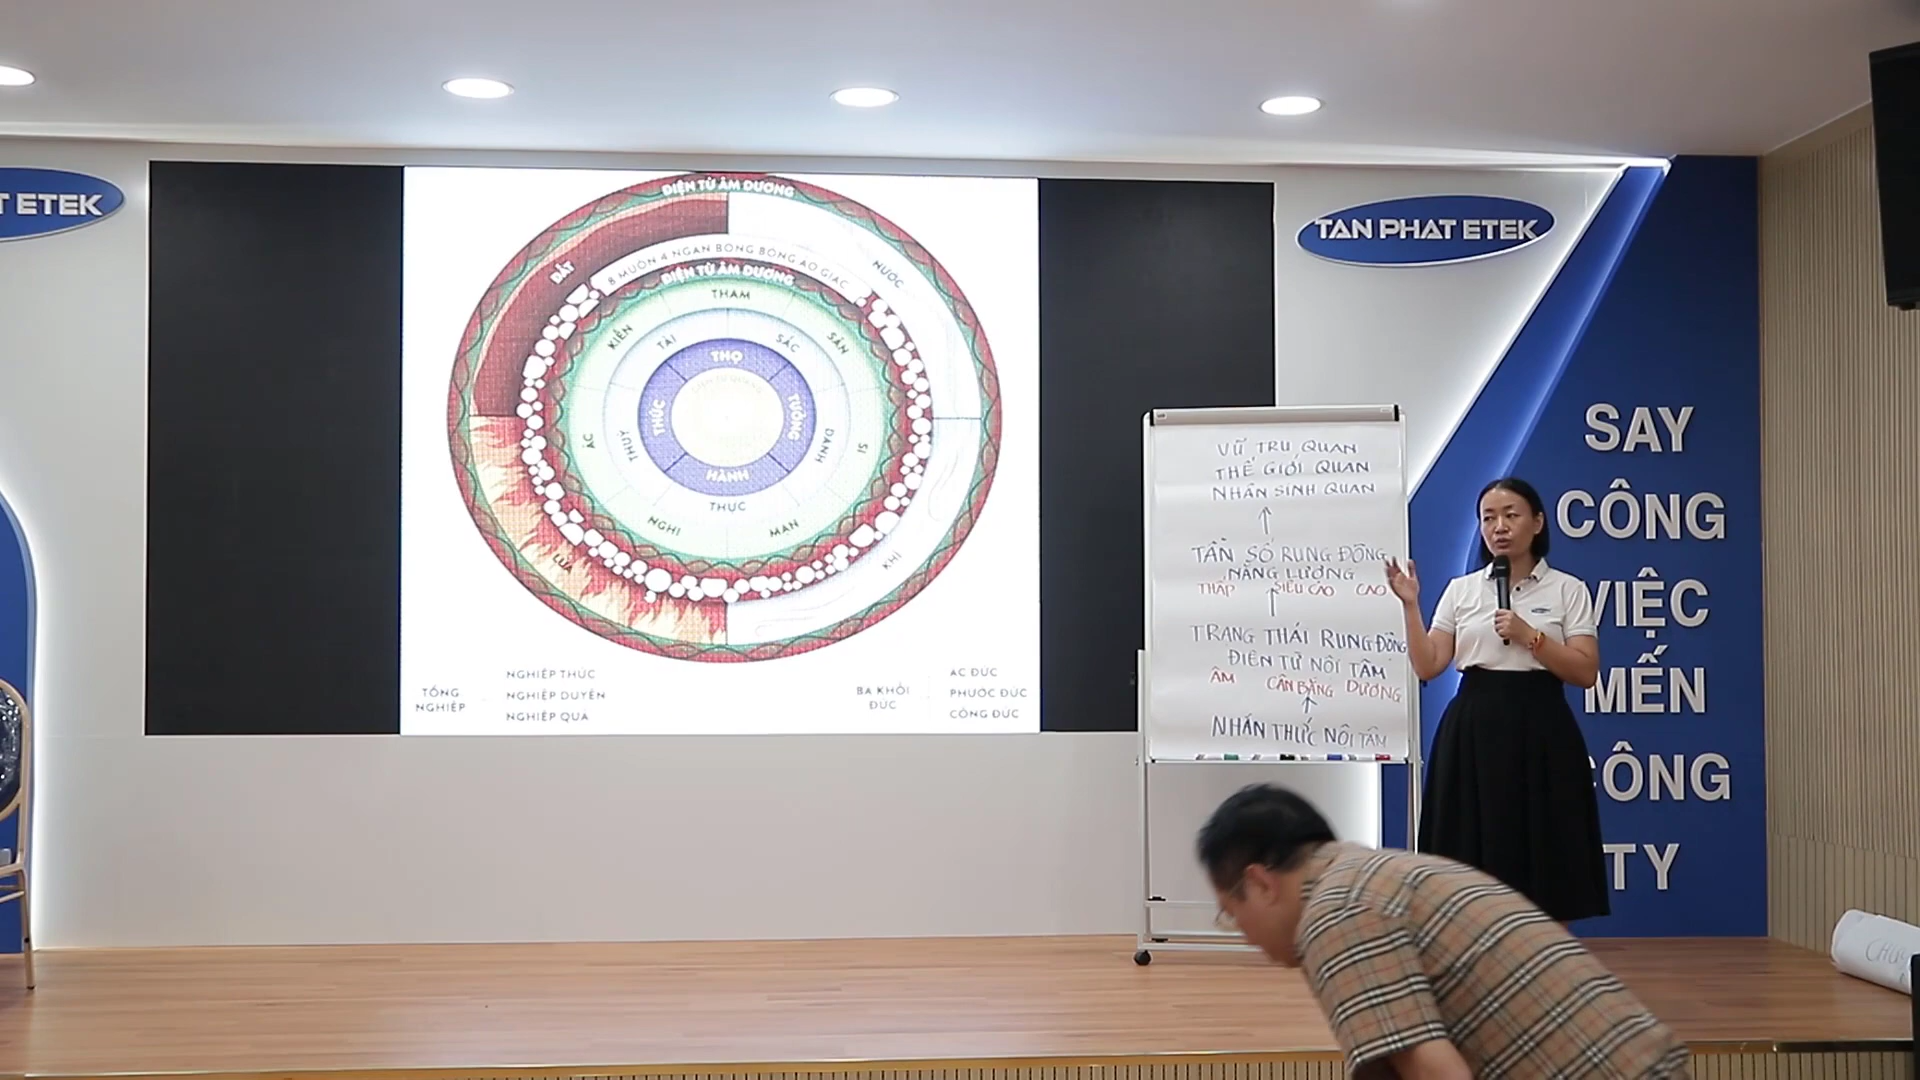 T ETEK
ĐIỆN TỪ ÂM DƯƠNG
ĐẤT
NƯỚC
8 MUÔN 4 NGÀN BONG BÓNG ẢO GIÁC
ĐIỆN TỪ ÂM DƯƠNG
THAM
KIẾN
SÂN
TÀI
SẮC
THỌ
THỨC
TƯỞNG
ÁC
THUỲ
DANH
SI
HÀNH
THỰC
NGHI
MẠN
LỬA
KHÍ
TỔNG
NGHIỆP
NGHIỆP THỨC
NGHIỆP DUYÊN
NGHIỆP QUẢ
BA KHỐI
ĐỨC
ÁC ĐỨC
PHƯỚC ĐỨC
CÔNG ĐỨC
TAN PHAT ETEK
VŨ TRỤ QUAN
THẾ GIỚI QUAN
NHÂN SINH QUAN
TẦN SỐ RUNG ĐỘNG
NĂNG LƯỢNG
THẤP SIÊU CAO CAO
TRẠNG THÁI RUNG ĐỘNG
ĐIỆN TỪ NỘI TÂM
ÂM CÂN BẰNG DƯƠNG
NHẬN THỨC NỘI TÂM
SAY
CÔNG
VIỆC
MẾN
CÔNG
TY